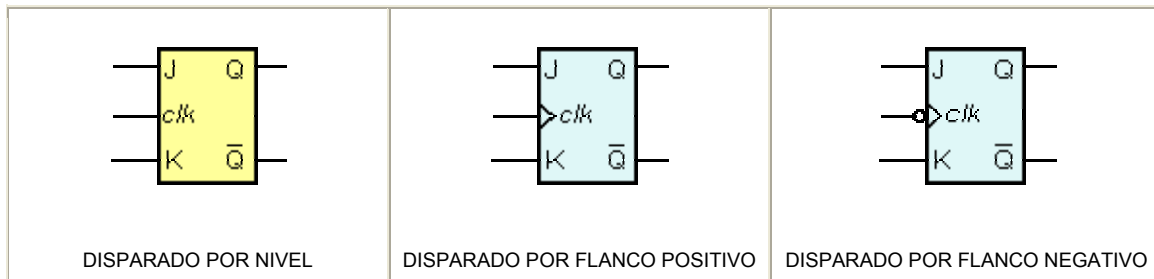 J Q
clk
K Q̅
DISPARADO POR NIVEL
J Q
clk
K Q̅
DISPARADO POR FLANCO POSITIVO
J Q
clk
K Q̅
DISPARADO POR FLANCO NEGATIVO